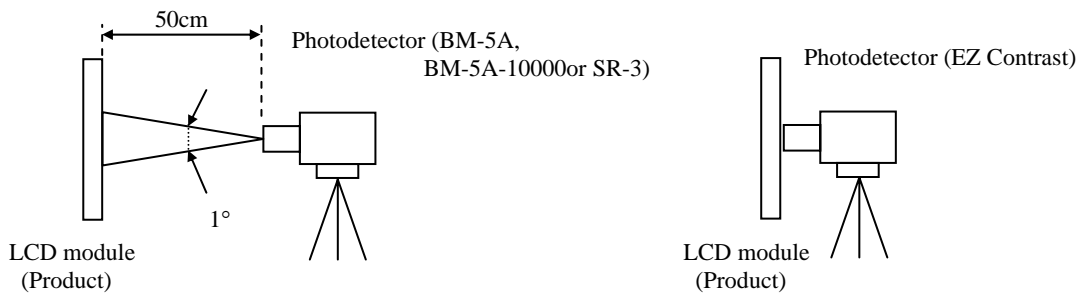 50cm
Photodetector (BM-5A,
BM-5A-10000or SR-3)
1°
LCD module
(Product)
Photodetector (EZ Contrast)
LCD module
(Product)